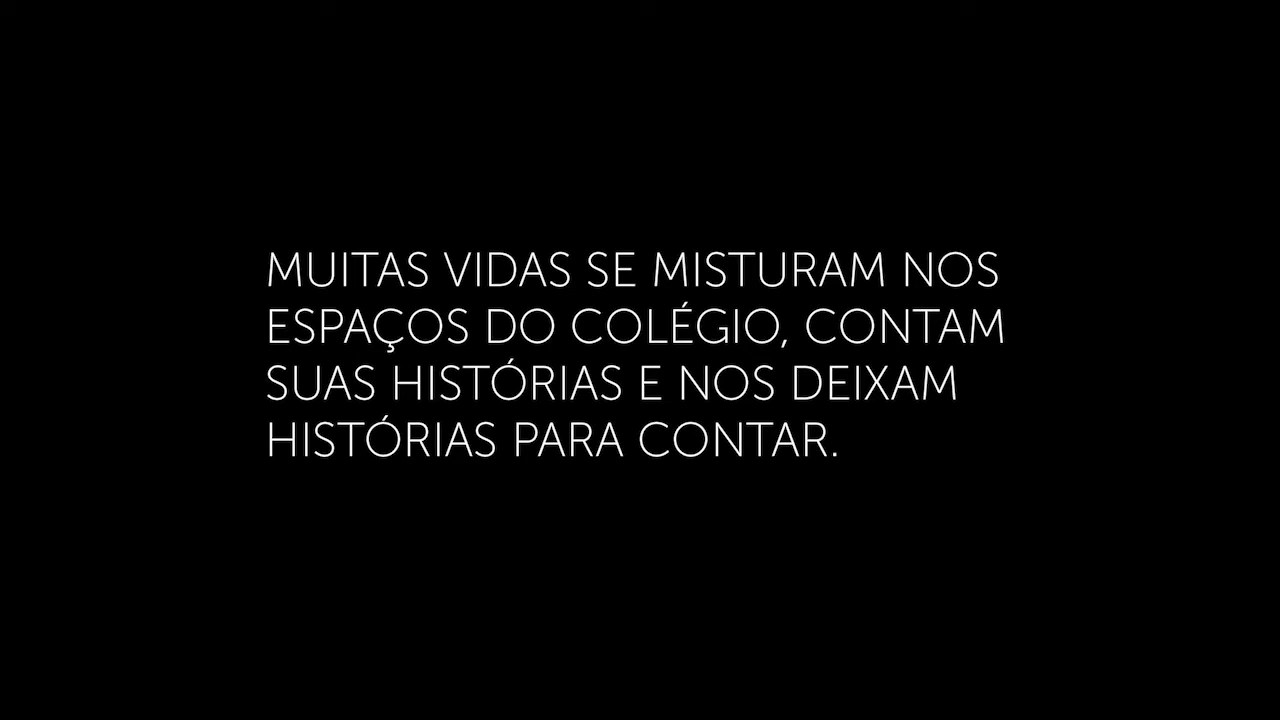 MUITAS VIDAS SE MISTURAM NOS
ESPAÇOS DO COLÉGIO, CONTAM
SUAS HISTÓRIAS E NOS DEIXAM
HISTÓRIAS PARA CONTAR.